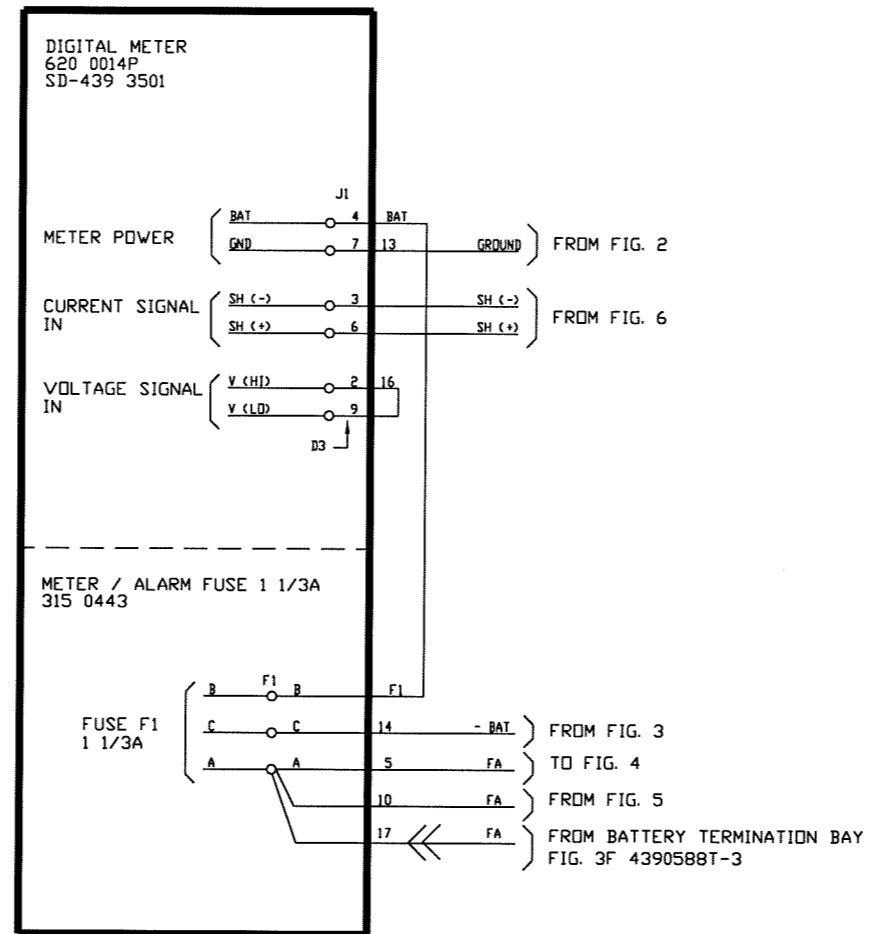 DIGITAL METER
620 0014P
SD-439 3501
J1
METER POWER
BAT 4 BAT
GND 7 13 GROUND
FROM FIG. 2
CURRENT SIGNAL
IN
SH (-) 3 SH (-)
SH (+) 6 SH (+)
FROM FIG. 6
VOLTAGE SIGNAL
IN
V (HI) 2 16
V (LO) 9
D3
METER / ALARM FUSE 1 1/3A
315 0443
FUSE F1
1 1/3A
F1
B B F1
C C 14 - BAT FROM FIG. 3
A A 5 FA TO FIG. 4
10 FA FROM FIG. 5
17 FA FROM BATTERY TERMINATION BAY
FIG. 3F 4390588T-3